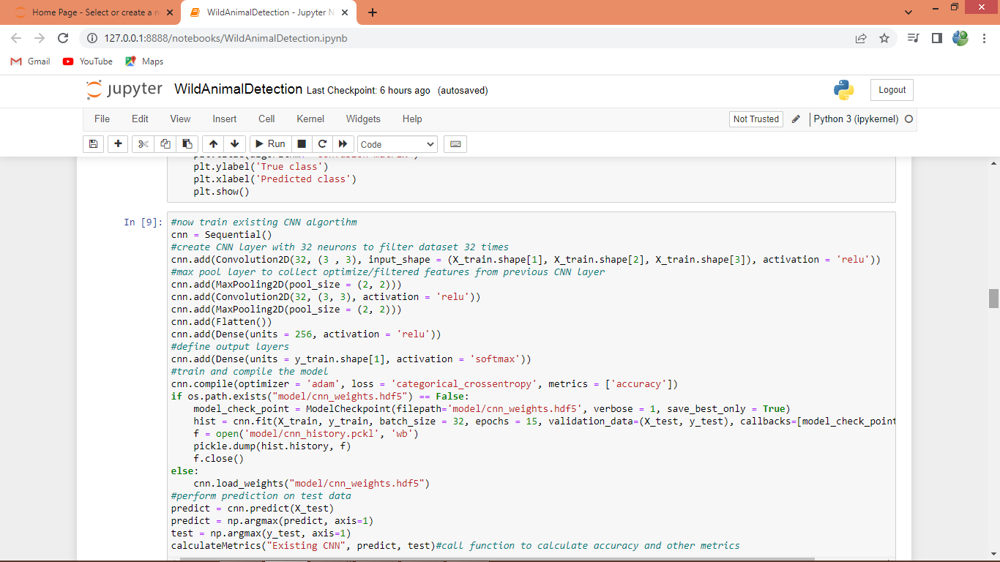 Home Page - Select or create a n
WildAnimalDetection - Jupyter N
127.0.0.1:8888/notebooks/WildAnimalDetection.ipynb
Gmail YouTube Maps
jupyter WildAnimalDetection Last Checkpoint: 6 hours ago (autosaved) Logout
File Edit View Insert Cell Kernel Widgets Help Not Trusted Python 3 (ipykernel)
Run Code
plt.ylabel('True class')
plt.xlabel('Predicted class')
plt.show()
In [9]: #now train existing CNN algortihm
cnn = Sequential()
#create CNN layer with 32 neurons to filter dataset 32 times
cnn.add(Convolution2D(32, (3 , 3), input_shape = (X_train.shape[1], X_train.shape[2], X_train.shape[3]), activation = 'relu'))
#max pool layer to collect optimize/filtered features from previous CNN layer
cnn.add(MaxPooling2D(pool_size = (2, 2)))
cnn.add(Convolution2D(32, (3, 3), activation = 'relu'))
cnn.add(MaxPooling2D(pool_size = (2, 2)))
cnn.add(Flatten())
cnn.add(Dense(units = 256, activation = 'relu'))
#define output layers
cnn.add(Dense(units = y_train.shape[1], activation = 'softmax'))
#train and compile the model
cnn.compile(optimizer = 'adam', loss = 'categorical_crossentropy', metrics = ['accuracy'])
if os.path.exists("model/cnn_weights.hdf5") == False:
    model_check_point = ModelCheckpoint(filepath='model/cnn_weights.hdf5', verbose = 1, save_best_only = True)
    hist = cnn.fit(X_train, y_train, batch_size = 32, epochs = 15, validation_data=(X_test, y_test), callbacks=[model_check_point
    f = open('model/cnn_history.pckl', 'wb')
    pickle.dump(hist.history, f)
    f.close()
else:
    cnn.load_weights("model/cnn_weights.hdf5")
#perform prediction on test data
predict = cnn.predict(X_test)
predict = np.argmax(predict, axis=1)
test = np.argmax(y_test, axis=1)
calculateMetrics("Existing CNN", predict, test)#call function to calculate accuracy and other metrics